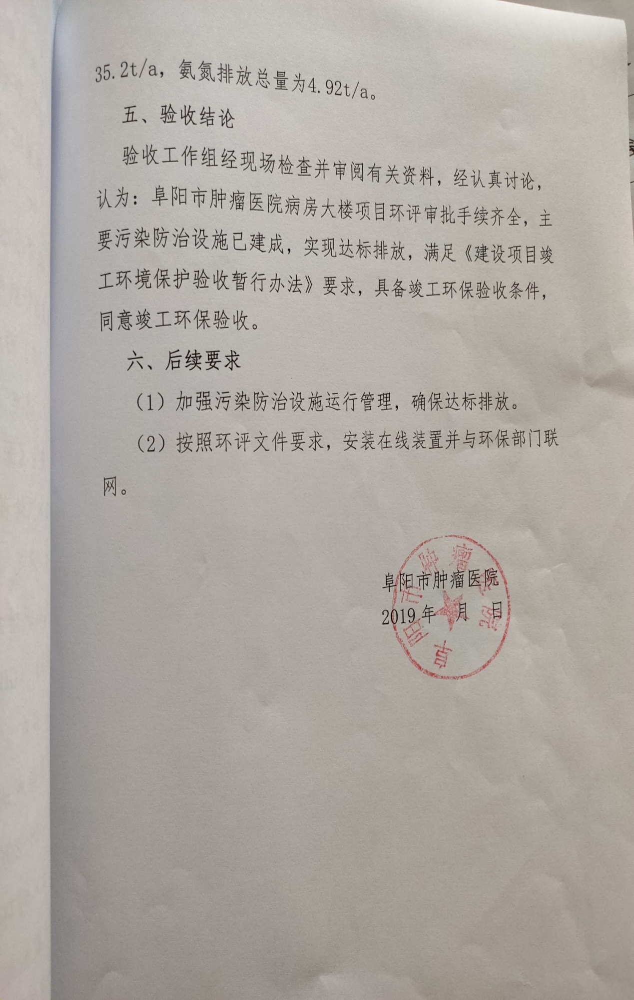 35.2t/a，氨氮排放总量为4.92t/a。
五、验收结论
验收工作组经现场检查并审阅有关资料，经认真讨论，
认为：阜阳市肿瘤医院病房大楼项目环评审批手续齐全，主
要污染防治设施已建成，实现达标排放，满足《建设项目竣
工环境保护验收暂行办法》要求，具备竣工环保验收条件，
同意竣工环保验收。
六、后续要求
（1）加强污染防治设施运行管理，确保达标排放。
（2）按照环评文件要求，安装在线装置并与环保部门联
网。
阜阳市肿瘤医院
2019年 月 日
阜阳市肿瘤医院